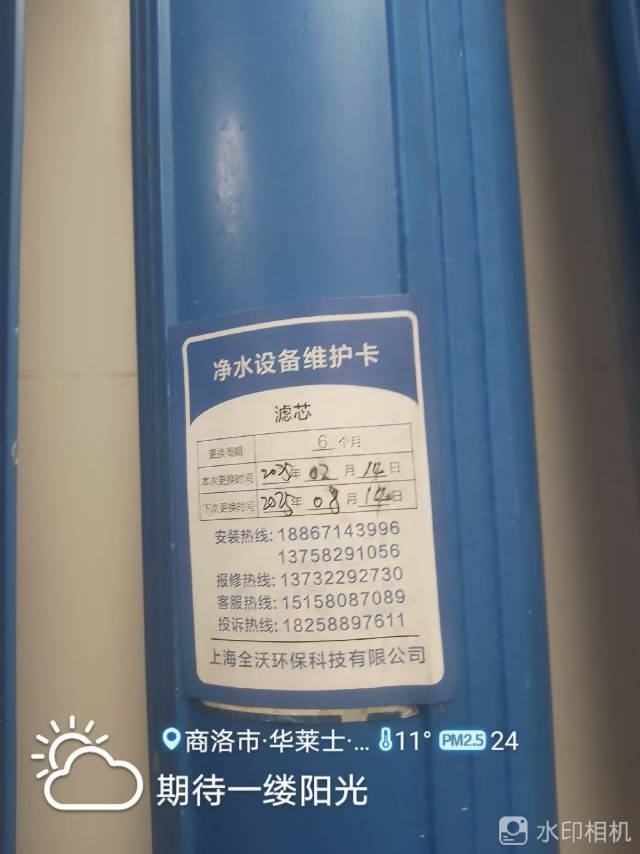 净水设备维护卡
滤芯
更换周期 6 个月
本次更换时间 2025年 02 月 14 日
下次更换时间 2025年 08 月 14 日
安装热线: 18867143996
13758291056
报修热线: 13732292730
客服热线: 15158087089
投诉热线: 18258897611
上海全沃环保科技有限公司
商洛市·华莱士·... 11° PM2.5 24
期待一缕阳光
水印相机